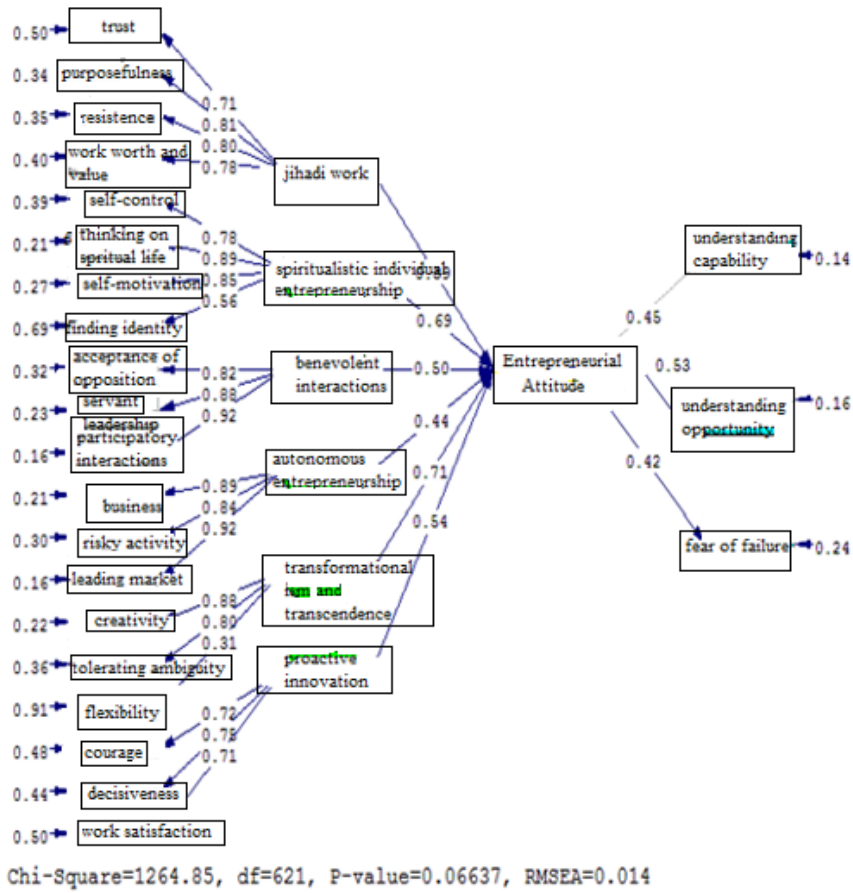 0.50
trust
0.34
purposefulness
0.71
0.35
resistence
0.81
0.80
0.40
work worth and
value
0.78
jihadi work
0.39
self-control
0.78
0.21
thinking on
spritual life
0.89
0.27
self-motivation
0.85
spiritualistic individual
entrepreneurship
0.56
0.69
finding identity
0.69
0.32
acceptance of
opposition
0.82
benevolent
interactions
0.50
0.23
servant
leadership
0.88
0.16
participatory
interactions
0.92
0.44
0.21
business
0.89
autonomous
entrepreneurship
0.71
0.30
risky activity
0.84
0.92
0.54
0.16
leading market
transformational
ism and
transcendence
0.22
creativity
0.88
0.80
0.31
0.36
tolerating ambiguity
proactive
innovation
0.91
flexibility
0.72
0.48
courage
0.71
0.44
decisiveness
0.50
work satisfaction
Entrepreneurial
Attitude
understanding
capability
0.14
0.45
0.53
understanding
opportunity
0.16
0.42
fear of failure
0.24
Chi-Square=1264.85, df=621, P-value=0.06637, RMSEA=0.014